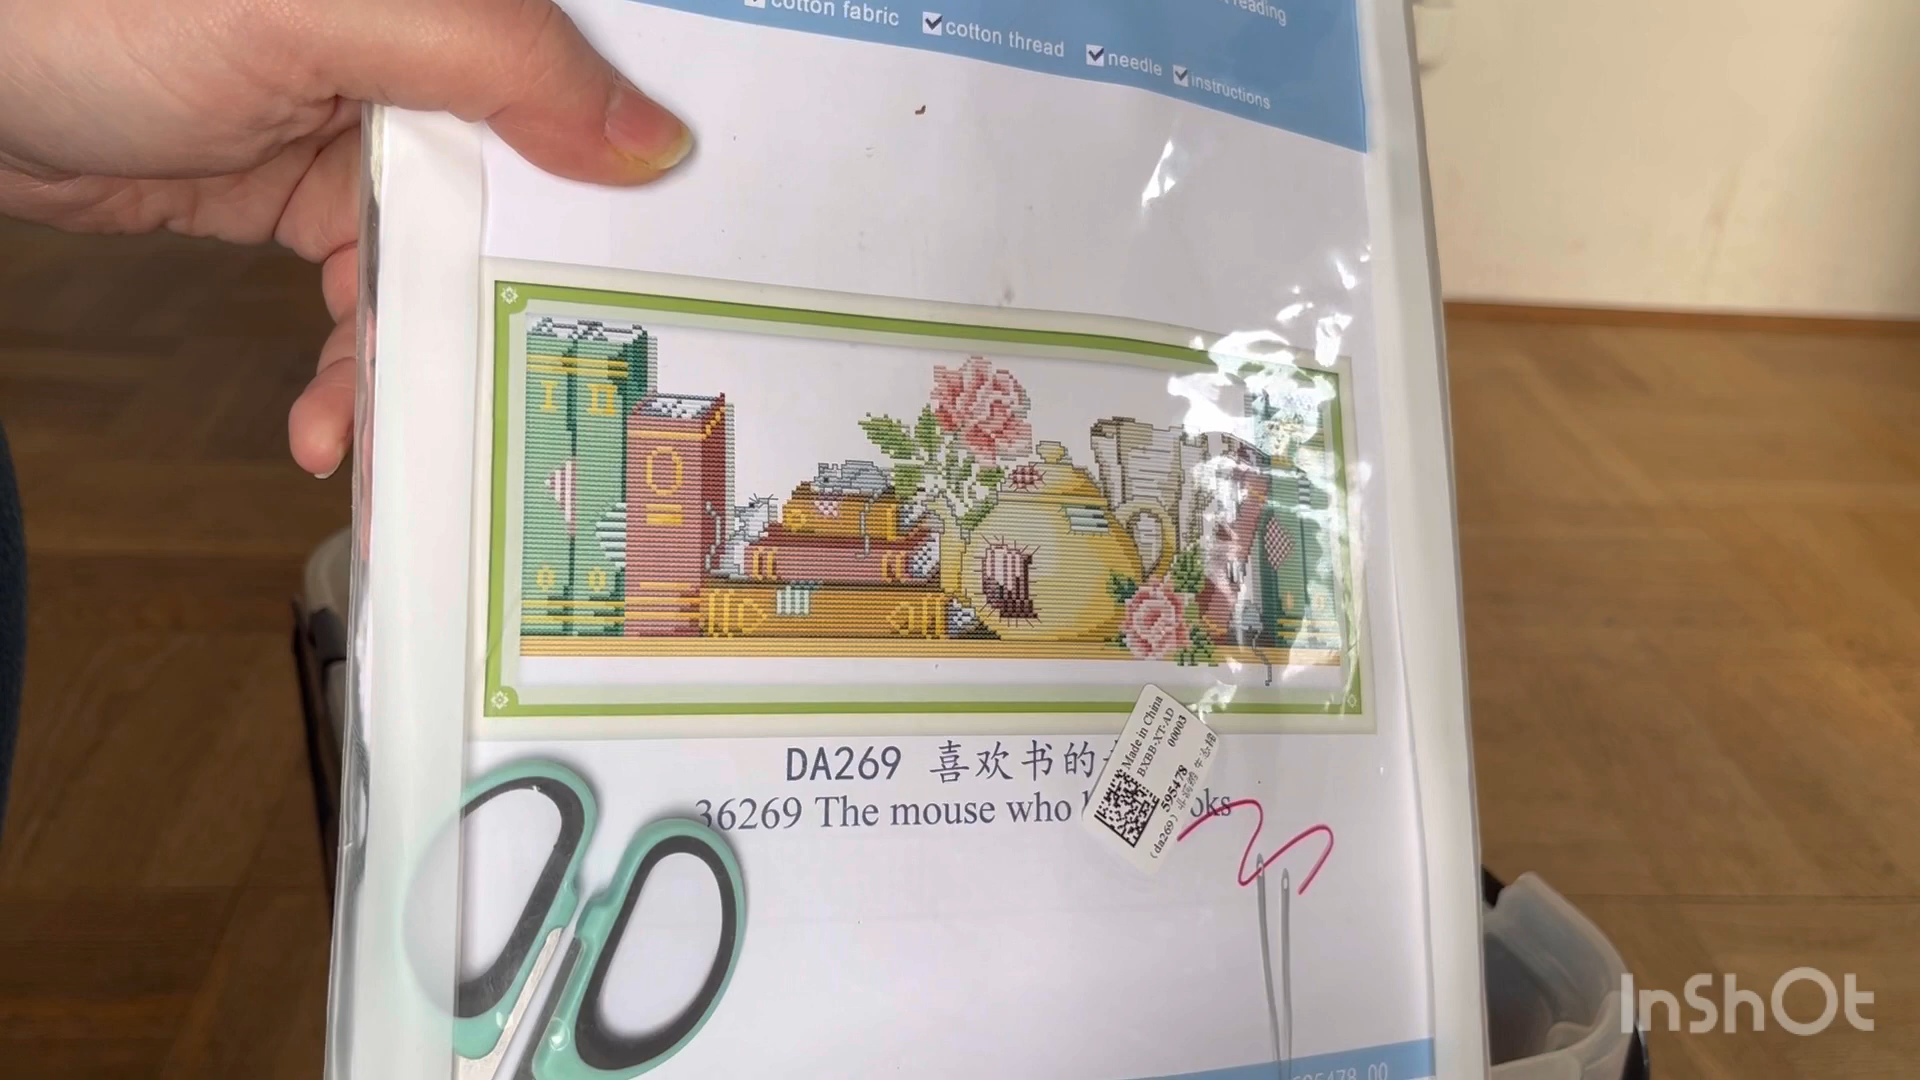 reading
cotton fabric cotton thread needle instructions
I II
DA269 喜欢书的
36269 The mouse who
Made in China
BXBB-XT-AD
00003
595478
(da269)
InShOt